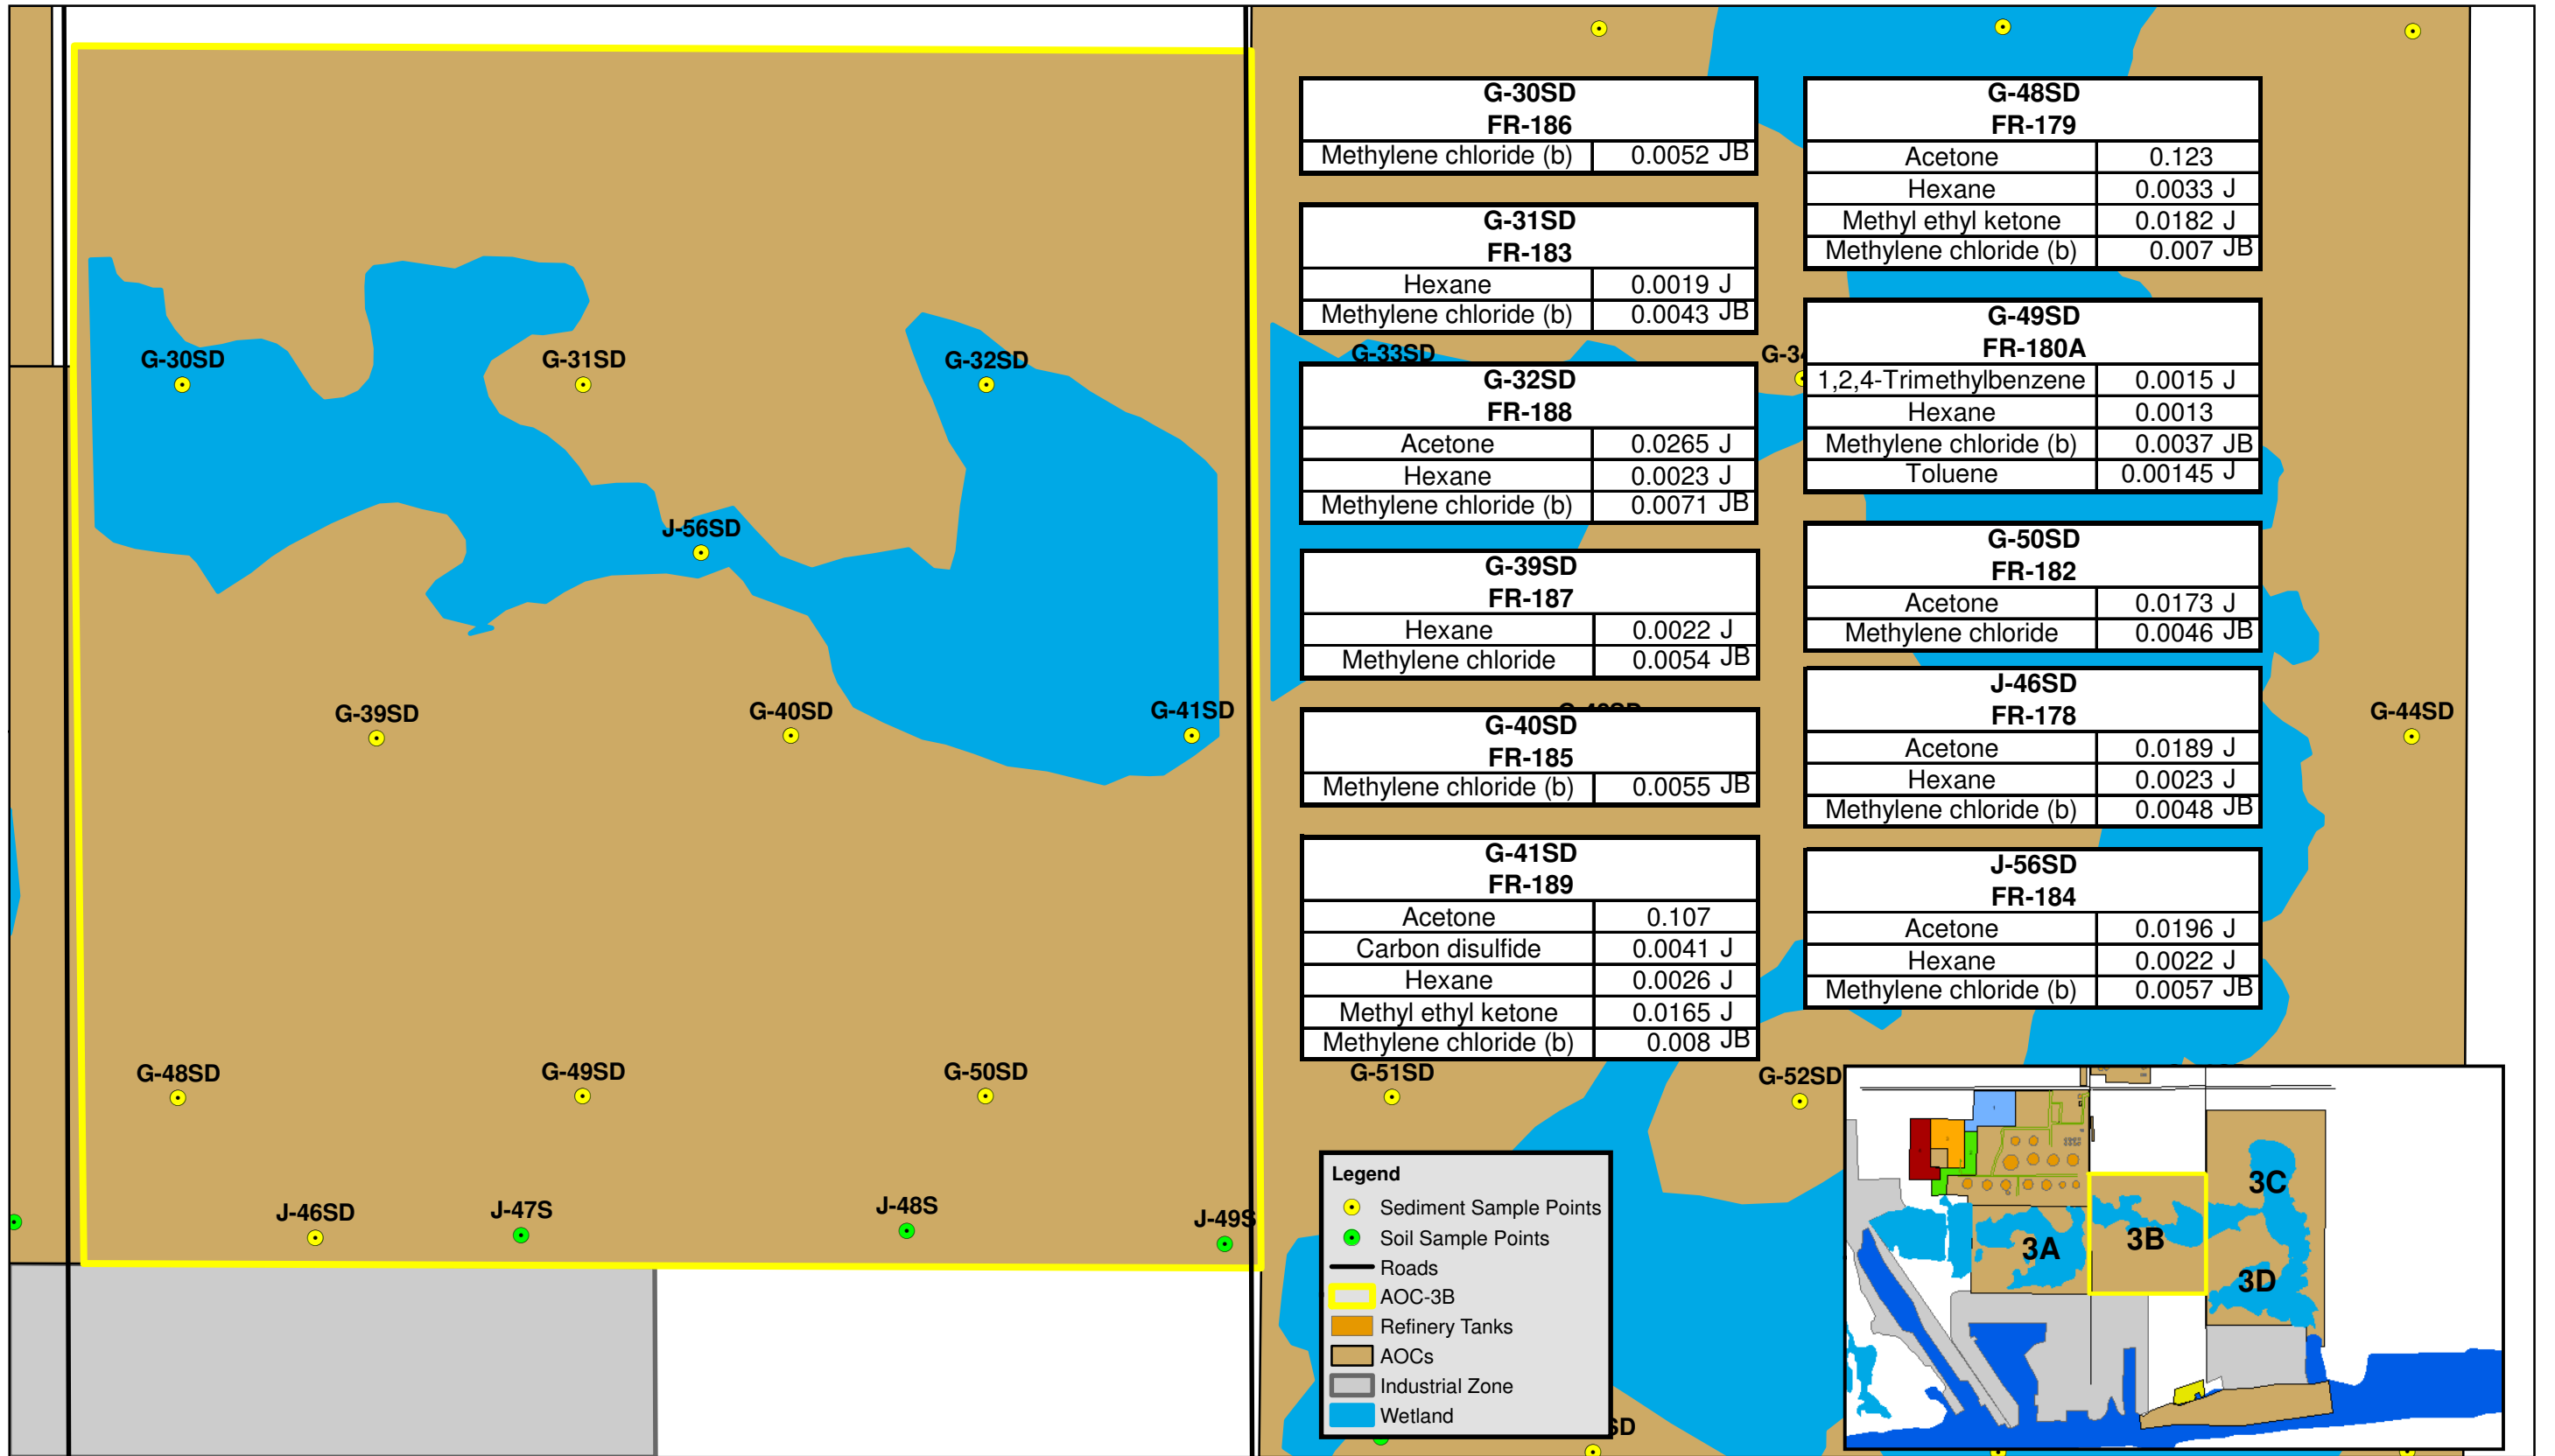 G-30SD
G-31SD
G-32SD
J-56SD
G-39SD
G-40SD
G-41SD
G-48SD
G-49SD
G-50SD
J-46SD
J-47S
J-48S
J-49S
G-30SD
FR-186
Methylene chloride (b) 0.0052 JB
G-31SD
FR-183
Hexane 0.0019 J
Methylene chloride (b) 0.0043 JB
G-33SD
G-32SD
FR-188
Acetone 0.0265 J
Hexane 0.0023 J
Methylene chloride (b) 0.0071 JB
G-39SD
FR-187
Hexane 0.0022 J
Methylene chloride 0.0054 JB
G-40SD
FR-185
Methylene chloride (b) 0.0055 JB
G-41SD
FR-189
Acetone 0.107
Carbon disulfide 0.0041 J
Hexane 0.0026 J
Methyl ethyl ketone 0.0165 J
Methylene chloride (b) 0.008 JB
G-48SD
FR-179
Acetone 0.123
Hexane 0.0033 J
Methyl ethyl ketone 0.0182 J
Methylene chloride (b) 0.007 JB
G-34
G-49SD
FR-180A
1,2,4-Trimethylbenzene 0.0015 J
Hexane 0.0013
Methylene chloride (b) 0.0037 JB
Toluene 0.00145 J
G-50SD
FR-182
Acetone 0.0173 J
Methylene chloride 0.0046 JB
J-46SD
FR-178
Acetone 0.0189 J
Hexane 0.0023 J
Methylene chloride (b) 0.0048 JB
J-56SD
FR-184
Acetone 0.0196 J
Hexane 0.0022 J
Methylene chloride (b) 0.0057 JB
G-44SD
G-51SD
G-52SD
Legend
Sediment Sample Points
Soil Sample Points
Roads
AOC-3B
Refinery Tanks
AOCs
Industrial Zone
Wetland
SD
3A
3B
3C
3D